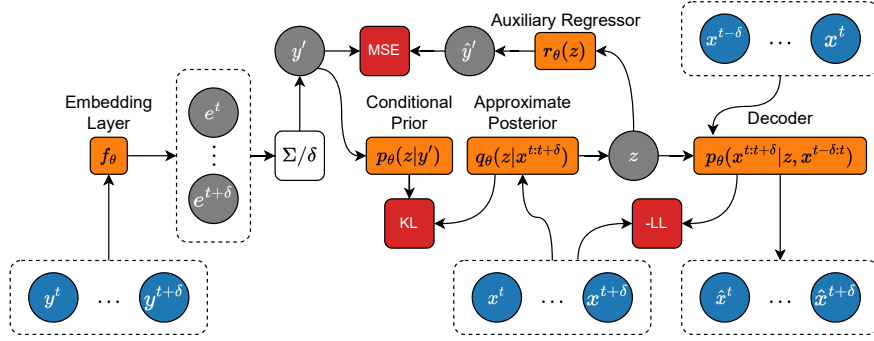 Auxiliary Regressor
y′
MSE
ŷ′
r_θ(z)
x^{t−δ} ... x^t
Embedding
Layer
e^t
⋮
e^{t+δ}
f_θ
Σ/δ
Conditional
Prior
p_θ(z|y′)
Approximate
Posterior
q_θ(z|x^{t:t+δ})
z
Decoder
p_θ(x^{t:t+δ}|z, x^{t−δ:t})
KL
-LL
y^t ... y^{t+δ}
x^t ... x^{t+δ}
x̂^t ... x̂^{t+δ}